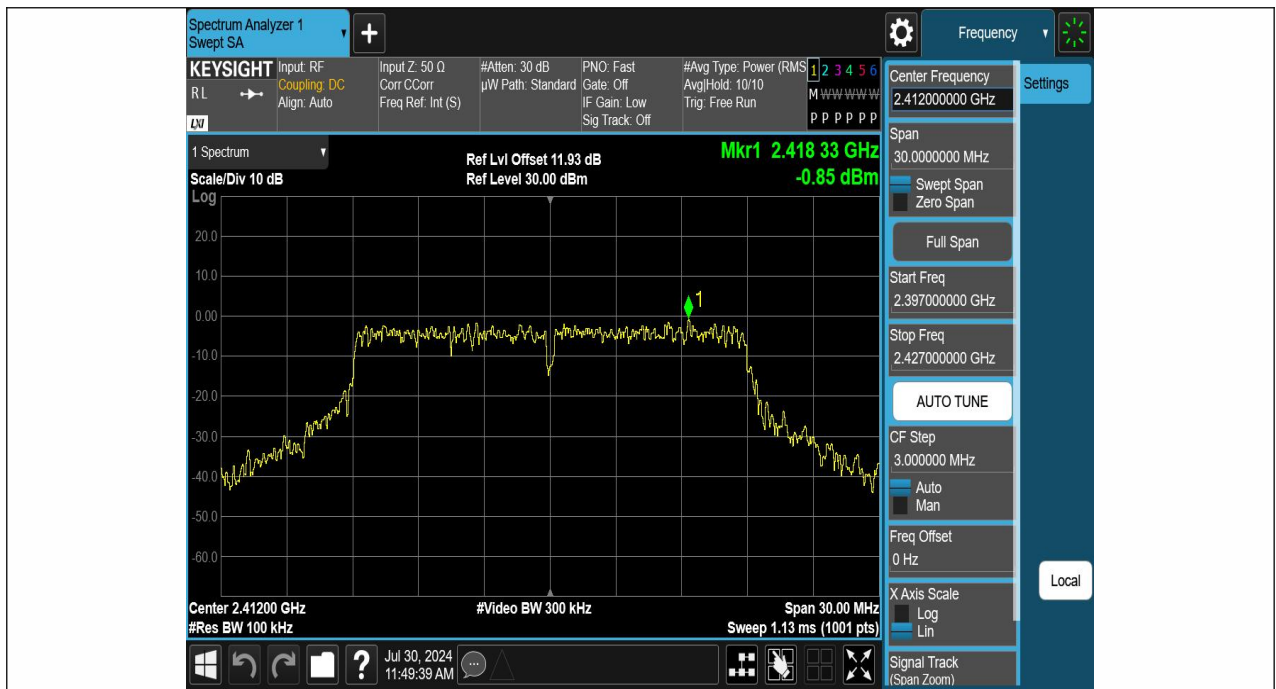 Spectrum Analyzer 1
Swept SA
+
Frequency
KEYSIGHT
R L
LXI
Input: RF
Coupling: DC
Align: Auto
Input Z: 50 Ω
Corr CCorr
Freq Ref: Int (S)
#Atten: 30 dB
µW Path: Standard
PNO: Fast
Gate: Off
IF Gain: Low
Sig Track: Off
#Avg Type: Power (RMS
Avg|Hold: 10/10
Trig: Free Run
1 2 3 4 5 6
M W W W W W
P P P P P P
1 Spectrum
Scale/Div 10 dB
Log
Ref Lvl Offset 11.93 dB
Ref Level 30.00 dBm
Mkr1 2.418 33 GHz
-0.85 dBm
20.0
10.0
0.00
-10.0
-20.0
-30.0
-40.0
-50.0
-60.0
1
Center 2.41200 GHz
#Res BW 100 kHz
#Video BW 300 kHz
Span 30.00 MHz
Sweep 1.13 ms (1001 pts)
Center Frequency
2.412000000 GHz
Settings
Span
30.0000000 MHz
Swept Span
Zero Span
Full Span
Start Freq
2.397000000 GHz
Stop Freq
2.427000000 GHz
AUTO TUNE
CF Step
3.000000 MHz
Auto
Man
Freq Offset
0 Hz
X Axis Scale
Log
Lin
Local
Signal Track
(Span Zoom)
?
Jul 30, 2024
11:49:39 AM